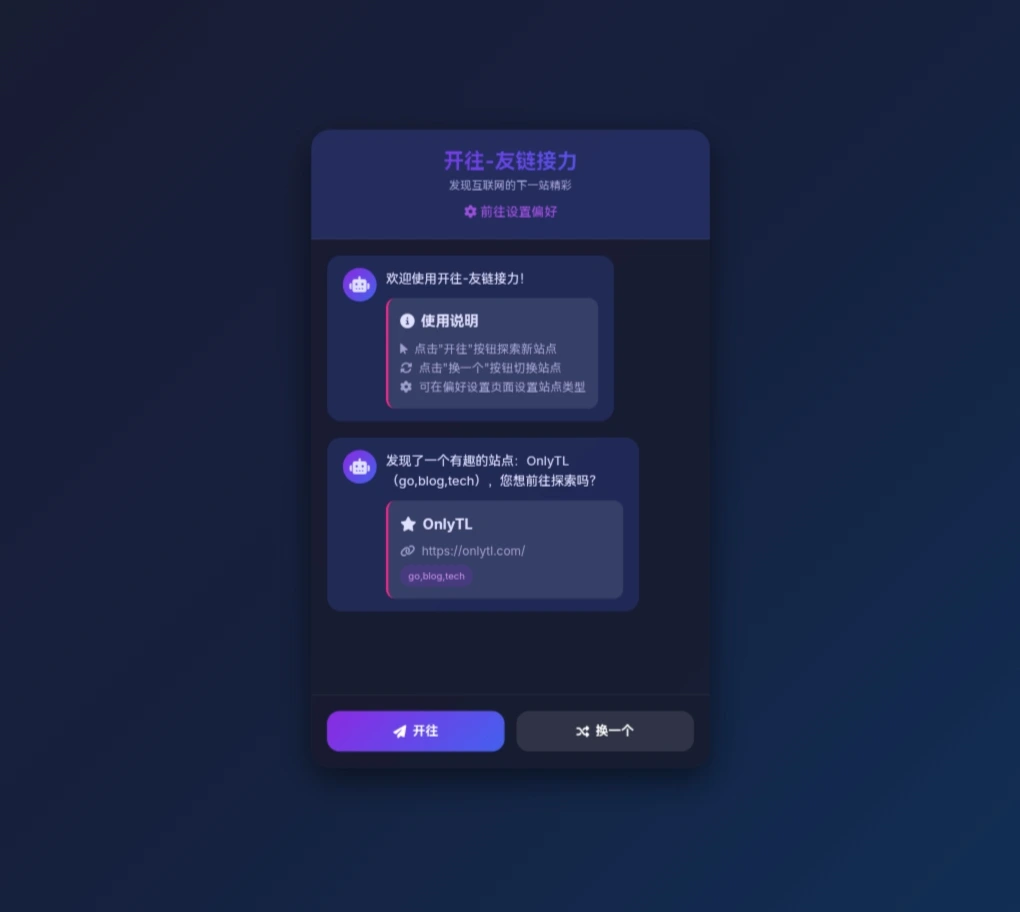 开往-友链接力
发现互联网的下一站精彩
前往设置偏好
欢迎使用开往-友链接力!
使用说明
点击"开往"按钮探索新站点
点击"换一个"按钮切换站点
可在偏好设置页面设置站点类型
发现了一个有趣的站点：OnlyTL
（go,blog,tech），您想前往探索吗?
OnlyTL
https://onlytl.com/
go,blog,tech
开往
换一个